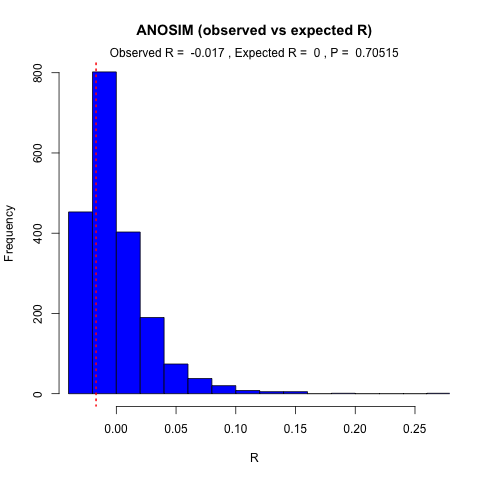 ANOSIM (observed vs expected R)
Observed R =  -0.017 , Expected R =  0 , P =  0.70515
Frequency
800
600
400
200
0
0.00 0.05 0.10 0.15 0.20 0.25
R